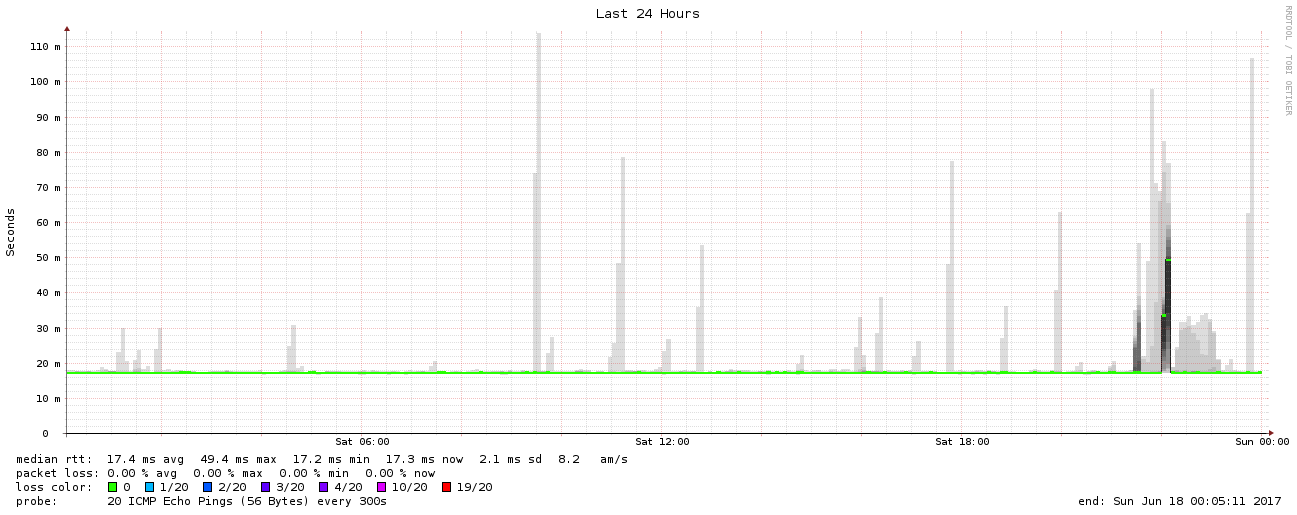 Last 24 Hours
RRDTOOL / TOBI OETIKER
Seconds
110 m
100 m
90 m
80 m
70 m
60 m
50 m
40 m
30 m
20 m
10 m
0
Sat 06:00 Sat 12:00 Sat 18:00 Sun 00:00
median rtt: 17.4 ms avg 49.4 ms max 17.2 ms min 17.3 ms now 2.1 ms sd 8.2 am/s
packet loss: 0.00 % avg 0.00 % max 0.00 % min 0.00 % now
loss color: 0 1/20 2/20 3/20 4/20 10/20 19/20
probe: 20 ICMP Echo Pings (56 Bytes) every 300s end: Sun Jun 18 00:05:11 2017